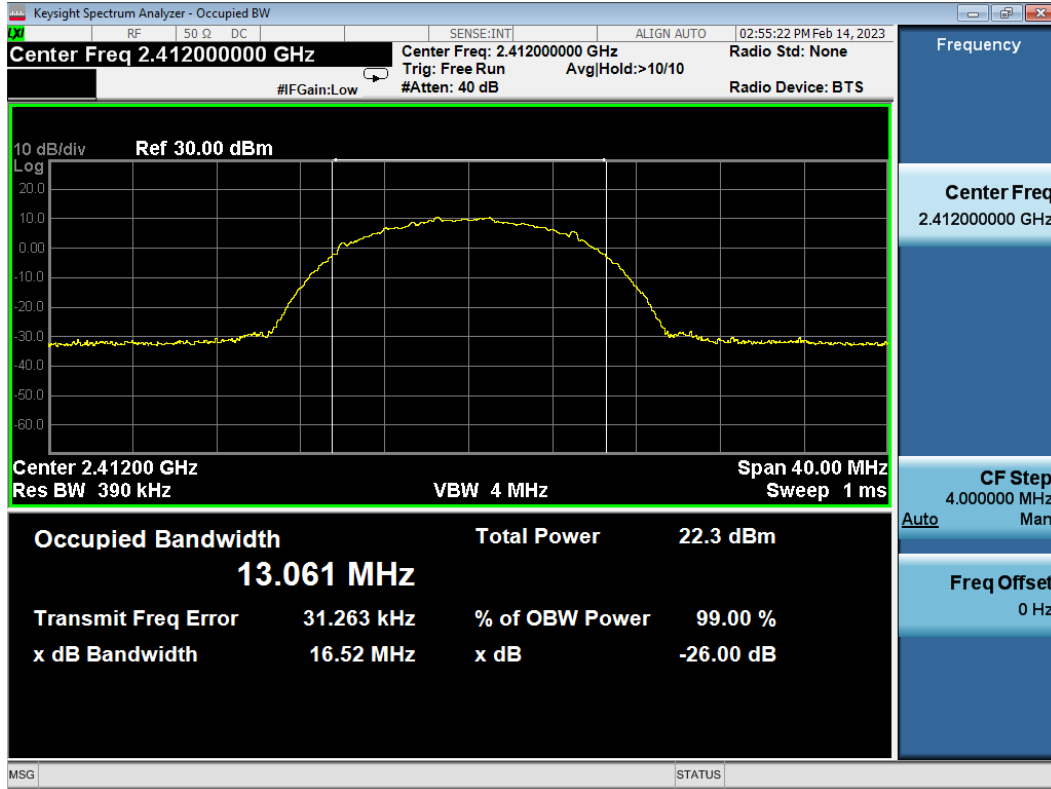 Keysight Spectrum Analyzer - Occupied BW
LXI RF 50 Ω DC SENSE:INT ALIGN AUTO 02:55:22 PM Feb 14, 2023
Center Freq 2.412000000 GHz
Center Freq: 2.412000000 GHz Radio Std: None
Trig: Free Run Avg|Hold:>10/10
#IFGain:Low #Atten: 40 dB Radio Device: BTS
10 dB/div Ref 30.00 dBm
Log
20.0
10.0
0.00
-10.0
-20.0
-30.0
-40.0
-50.0
-60.0
Center 2.41200 GHz Span 40.00 MHz
Res BW 390 kHz VBW 4 MHz Sweep 1 ms
Occupied Bandwidth Total Power 22.3 dBm
13.061 MHz
Transmit Freq Error 31.263 kHz % of OBW Power 99.00 %
x dB Bandwidth 16.52 MHz x dB -26.00 dB
MSG STATUS
Frequency
Center Freq
2.412000000 GHz
CF Step
4.000000 MHz
Auto Man
Freq Offset
0 Hz